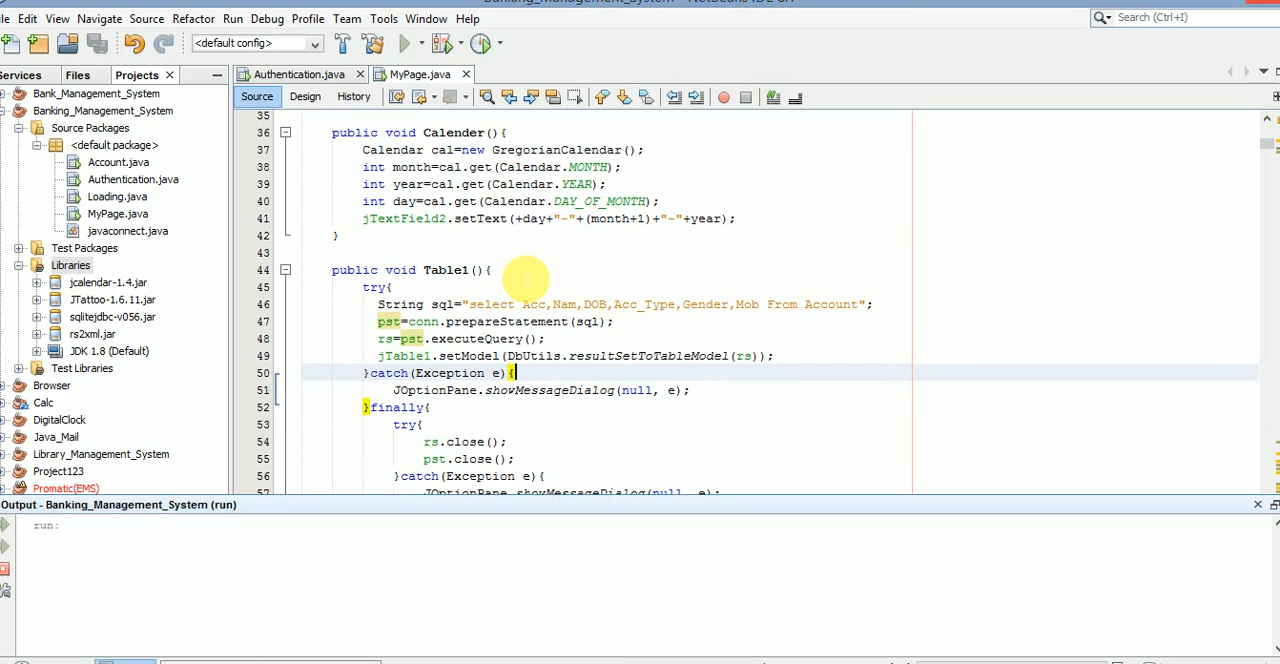 Banking_Management_System - NetBeans IDE 8.
File Edit View Navigate Source Refactor Run Debug Profile Team Tools Window Help
Search (Ctrl+I)
<default config>
Services Files Projects
Authentication.java MyPage.java
Source Design History
Bank_Management_System
Banking_Management_System
Source Packages
<default package>
Account.java
Authentication.java
Loading.java
MyPage.java
javaconnect.java
Test Packages
Libraries
jcalendar-1.4.jar
JTattoo-1.6.11.jar
sqlitejdbc-v056.jar
rs2xml.jar
JDK 1.8 (Default)
Test Libraries
Browser
Calc
DigitalClock
Java_Mail
Library_Management_System
Project123
Promatic(EMS)
35
36 public void Calender(){
37 Calendar cal=new GregorianCalendar();
38 int month=cal.get(Calendar.MONTH);
39 int year=cal.get(Calendar.YEAR);
40 int day=cal.get(Calendar.DAY_OF_MONTH);
41 jTextField2.setText(+day+"-"+(month+1)+"-"+year);
42 }
43
44 public void Table1(){
45 try{
46 String sql="select Acc,Nam,DOB,Acc_Type,Gender,Mob From Account";
47 pst=conn.prepareStatement(sql);
48 rs=pst.executeQuery();
49 jTable1.setModel(DbUtils.resultSetToTableModel(rs));
50 }catch(Exception e){
51 JOptionPane.showMessageDialog(null, e);
52 }finally{
53 try{
54 rs.close();
55 pst.close();
56 }catch(Exception e){
57 JOptionPane.showMessageDialog(null, e);
Output - Banking_Management_System (run)
run: